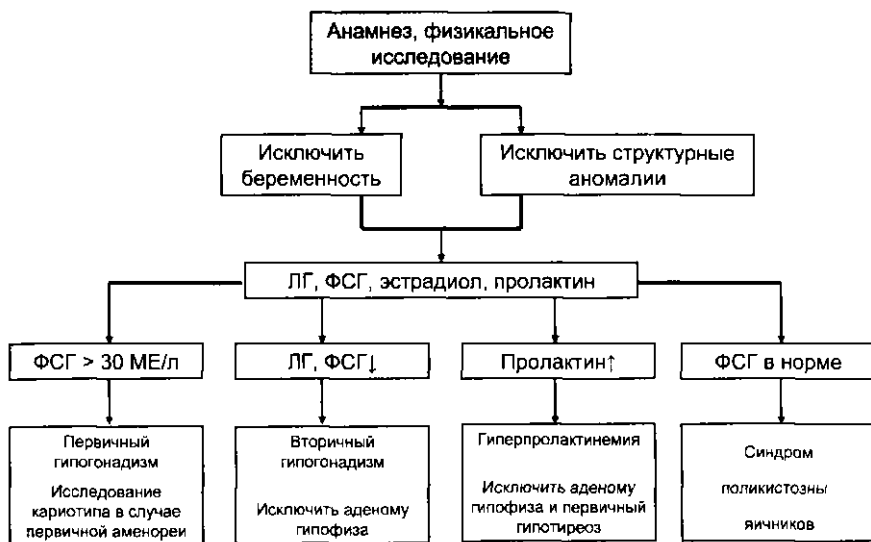 Анамнез, физикальное
исследование
Исключить
беременность
Исключить структурные
аномалии
ЛГ, ФСГ, эстрадиол, пролактин
ФСГ > 30 МЕ/л
ЛГ, ФСГ↓
Пролактин↑
ФСГ в норме
Первичный
гипогонадизм
Исследование
кариотипа в случае
первичной аменореи
Вторичный
гипогонадизм
Исключить аденому
гипофиза
Гиперпролактинемия
Исключить аденому
гипофиза и первичный
гипотиреоз
Синдром
поликистозны
яичников